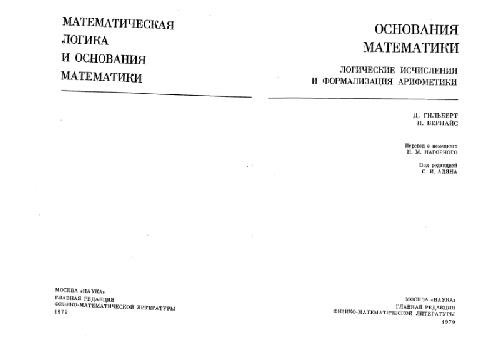 МАТЕМАТИЧЕСКАЯ
ЛОГИКА
И ОСНОВАНИЯ
МАТЕМАТИКИ
МОСКВА «НАУКА»
ГЛАВНАЯ РЕДАКЦИЯ
ФИЗИКО-МАТЕМАТИЧЕСКОЙ ЛИТЕРАТУРЫ
1979
ОСНОВАНИЯ
МАТЕМАТИКИ
ЛОГИЧЕСКИЕ ИСЧИСЛЕНИЯ
И ФОРМАЛИЗАЦИЯ АРИФМЕТИКИ
Д. ГИЛЬБЕРТ
П. БЕРНАЙС
Перевод с немецкого
Н. М. НАГОРНОГО
Под редакцией
С. И. АДЯНА
МОСКВА «НАУКА»
ГЛАВНАЯ РЕДАКЦИЯ
ФИЗИКО-МАТЕМАТИЧЕСКОЙ ЛИТЕРАТУРЫ
1979